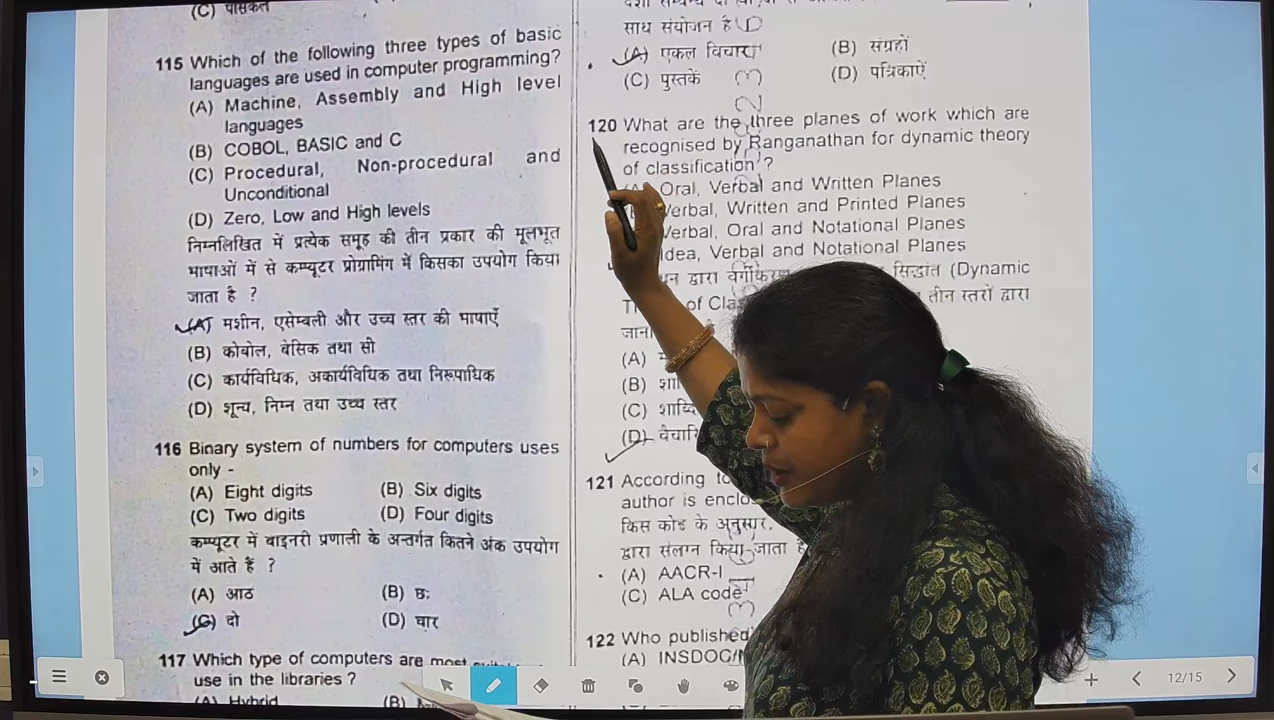 (C) पासकल
115 Which of the following three types of basic
languages are used in computer programming?
(A) Machine, Assembly and High level
languages
(B) COBOL, BASIC and C
(C) Procedural, Non-procedural and
Unconditional
(D) Zero, Low and High levels
निम्नलिखित में प्रत्येक समूह की तीन प्रकार की मूलभूत
भाषाओं में से कम्प्यूटर प्रोग्रामिंग में किसका उपयोग किया
जाता है ?
(A) मशीन, एसेम्बली और उच्च स्तर की भाषाएँ
(B) कोबोल, बेसिक तथा सी
(C) कार्यविधिक, अकार्यविधिक तथा निरूपाधिक
(D) शून्य, निम्न तथा उच्च स्तर
116 Binary system of numbers for computers uses
only -
(A) Eight digits (B) Six digits
(C) Two digits (D) Four digits
कम्प्यूटर में बाइनरी प्रणाली के अन्तर्गत कितने अंक उपयोग
में आते हैं ?
(A) आठ (B) छः
(C) दो (D) चार
117 Which type of computers are most
use in the libraries ?
(A) Hybrid (B)
साथ संयोजन है
(A) एकल विचार (B) संग्रहों
(C) पुस्तकें (D) पत्रिकाऐं
120 What are the three planes of work which are
recognised by Ranganathan for dynamic theory
of classification ?
Oral, Verbal and Written Planes
Verbal, Written and Printed Planes
Verbal, Oral and Notational Planes
Idea, Verbal and Notational Planes
द्वारा वर्गीकरण सिद्धांत (Dynamic
of तीन स्तरों द्वारा
(A)
(B)
(C)
(D)
121 According
author is
किस कोड के अनुसार,
द्वारा संलग्न किया जाता
(A) AACR-I
(C) ALA code
122 Who published
(A)
12/15